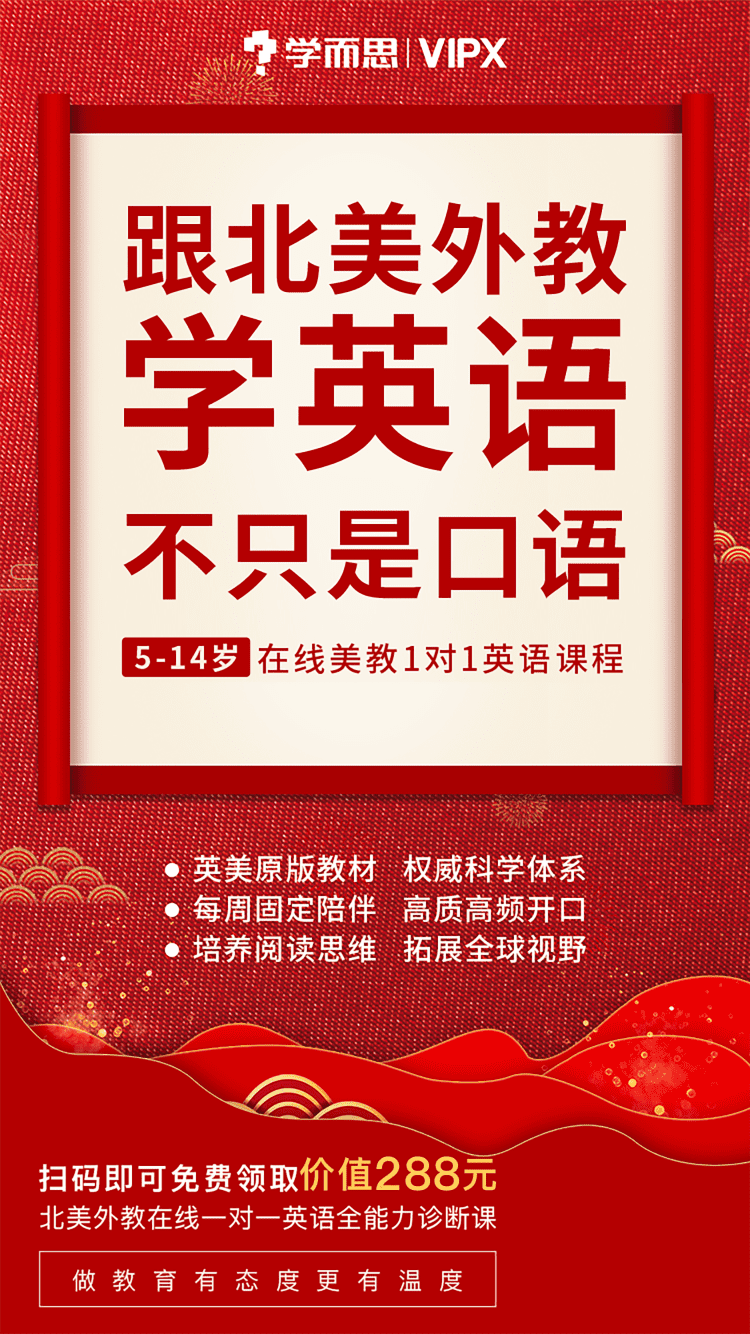 学而思 | VIPX
跟北美外教
学英语
不只是口语
5-14岁 在线美教1对1英语课程
英美原版教材 权威科学体系
每周固定陪伴 高质高频开口
培养阅读思维 拓展全球视野
扫码即可免费领取价值288元
北美外教在线一对一英语全能力诊断课
做教育有态度更有温度